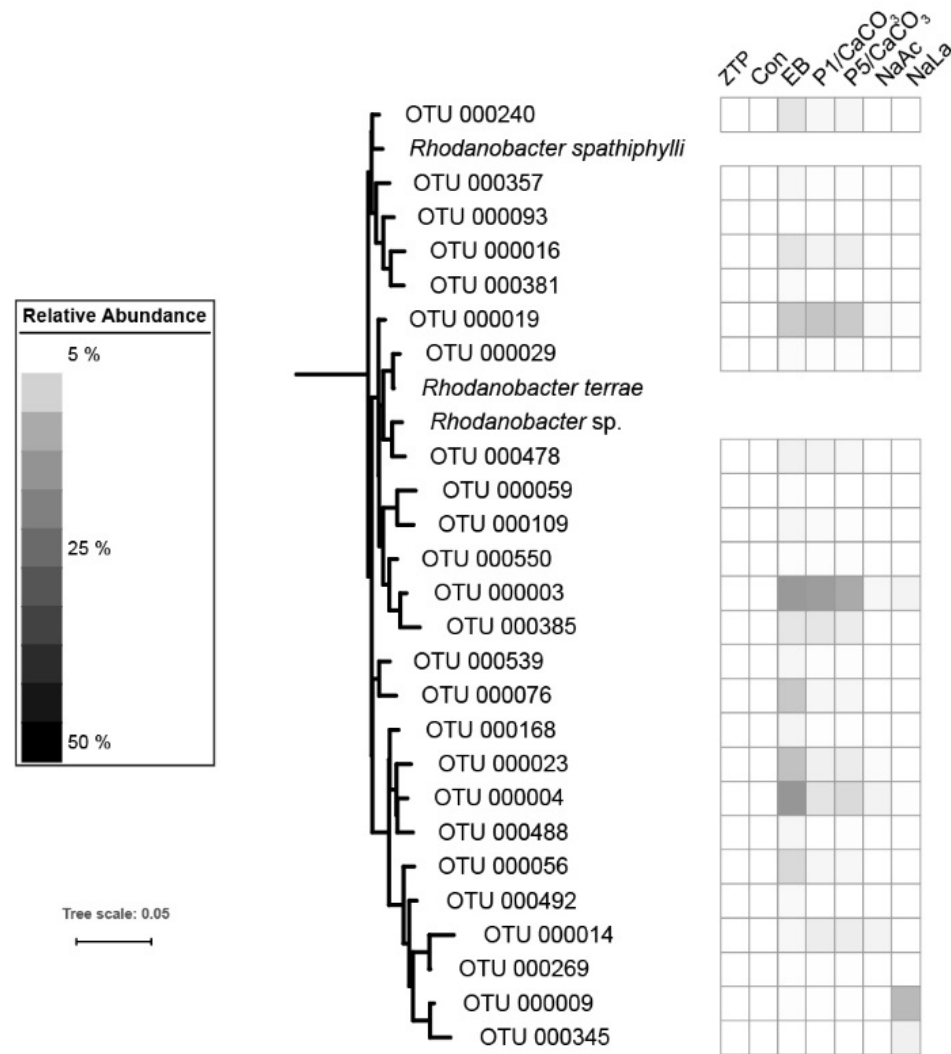 ZTP
Con
EB
P1/CaCO3
P5/CaCO3
NaAc
NaLa
OTU 000240
Rhodanobacter spathiphylli
OTU 000357
OTU 000093
OTU 000016
OTU 000381
OTU 000019
OTU 000029
Rhodanobacter terrae
Rhodanobacter sp.
OTU 000478
OTU 000059
OTU 000109
OTU 000550
OTU 000003
OTU 000385
OTU 000539
OTU 000076
OTU 000168
OTU 000023
OTU 000004
OTU 000488
OTU 000056
OTU 000492
OTU 000014
OTU 000269
OTU 000009
OTU 000345
Relative Abundance
5 %
25 %
50 %
Tree scale: 0.05